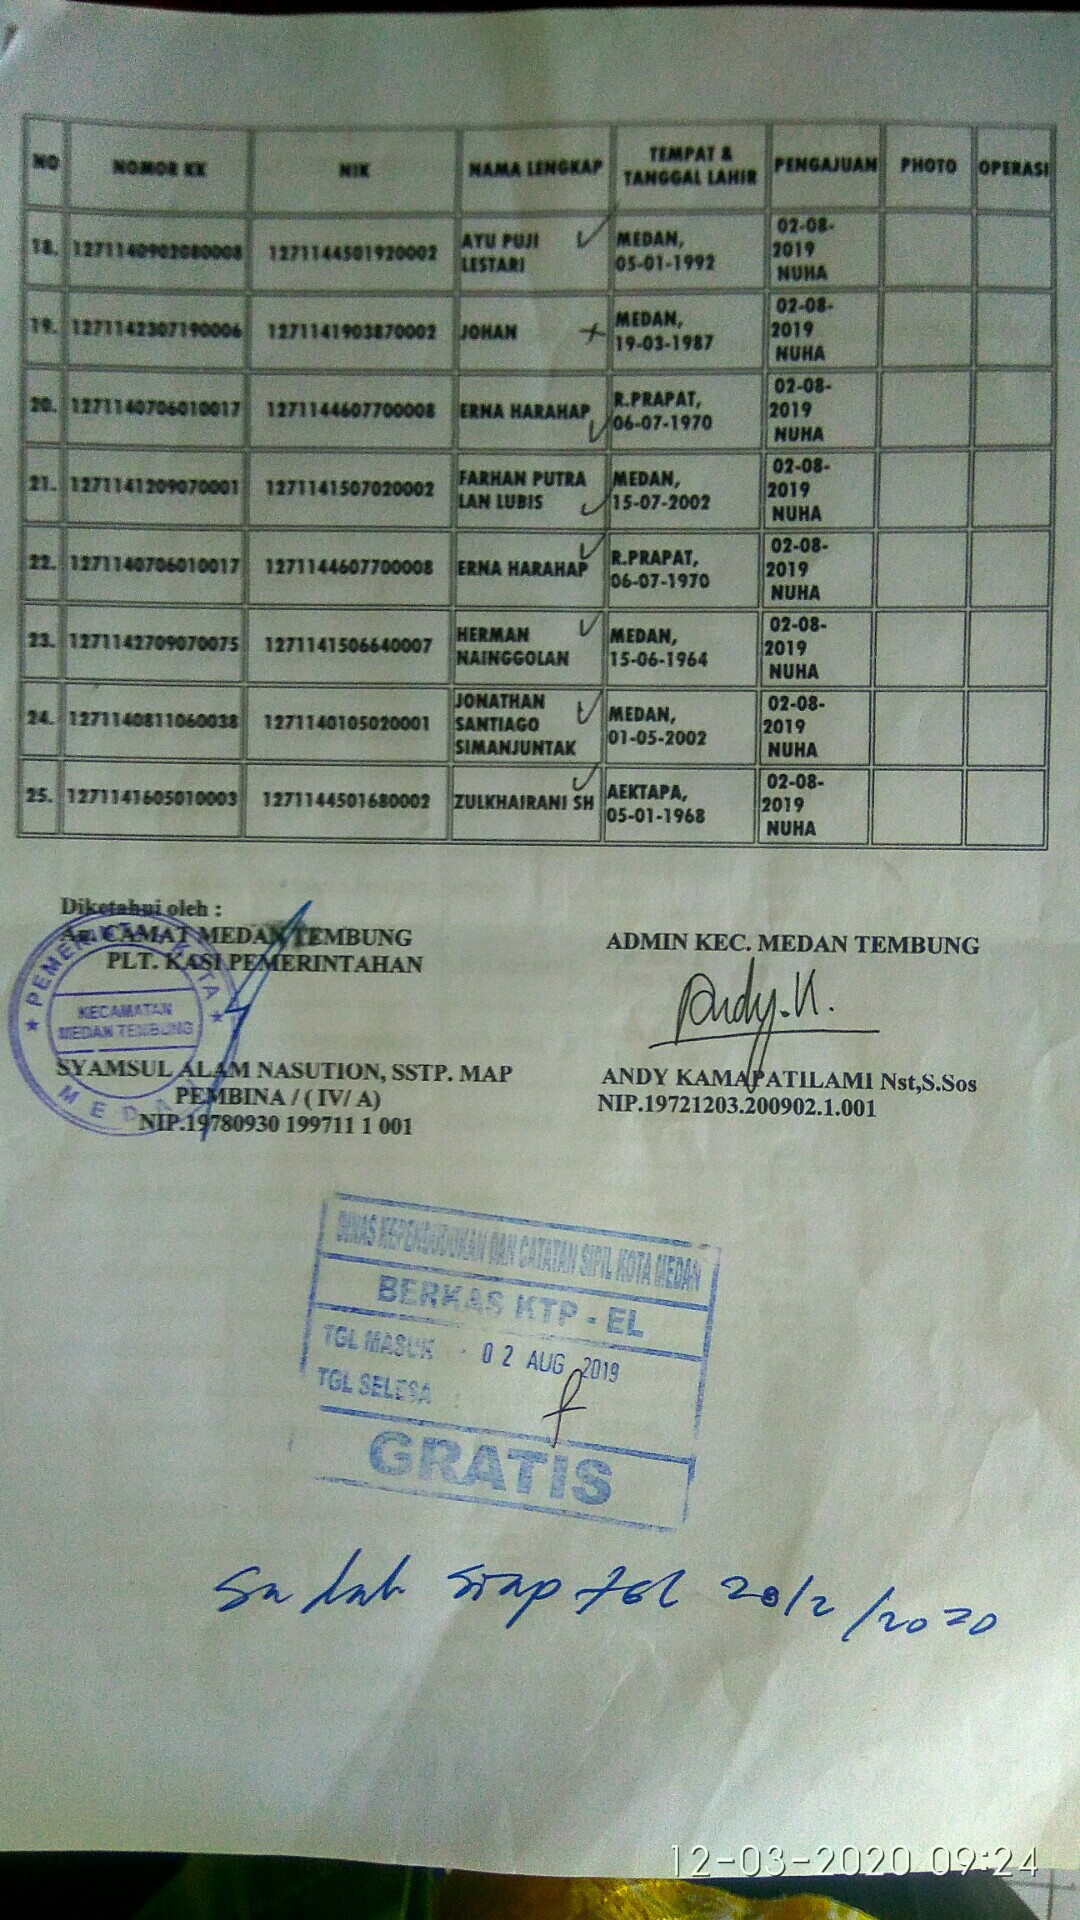 NO NOMOR KK NIK NAMA LENGKAP TEMPAT & TANGGAL LAHIR PENGAJUAN PHOTO OPERASI
18. 1271140902080008 1271144501920002 AYU PUJI LESTARI MEDAN, 05-01-1992 02-08-2019 NUHA
19. 1271142307190006 1271141903870002 JOHAN MEDAN, 19-03-1987 02-08-2019 NUHA
20. 1271140706010017 1271144607700008 ERNA HARAHAP R.PRAPAT, 06-07-1970 02-08-2019 NUHA
21. 1271141209070001 1271141507020002 FARHAN PUTRA LAN LUBIS MEDAN, 15-07-2002 02-08-2019 NUHA
22. 1271140706010017 1271144607700008 ERNA HARAHAP R.PRAPAT, 06-07-1970 02-08-2019 NUHA
23. 1271142709070075 1271141506640007 HERMAN NAINGGOLAN MEDAN, 15-06-1964 02-08-2019 NUHA
24. 1271140811060038 1271140105020001 JONATHAN SANTIAGO SIMANJUNTAK MEDAN, 01-05-2002 02-08-2019 NUHA
25. 1271141605010003 1271144501680002 ZULKHAIRANI SH AEKTAPA, 05-01-1968 02-08-2019 NUHA
Diketahui oleh :
An. CAMAT MEDAN TEMBUNG
PLT. KASI PEMERINTAHAN
PEMERINTAH KOTA
KECAMATAN
MEDAN TEMBUNG
MEDAN
SYAMSUL ALAM NASUTION, SSTP. MAP
PEMBINA / ( IV/ A)
NIP.19780930 199711 1 001
ADMIN KEC. MEDAN TEMBUNG
Andy.N.
ANDY KAMAPATILAMI Nst,S.Sos
NIP.19721203.200902.1.001
DINAS KEPENDUDUKAN DAN CATATAN SIPIL KOTA MEDAN
BERKAS KTP - EL
TGL MASUK : 02 AUG 2019
TGL SELESA :
GRATIS
Sudah siap tgl 28/2/2020
12-03-2020 09:24